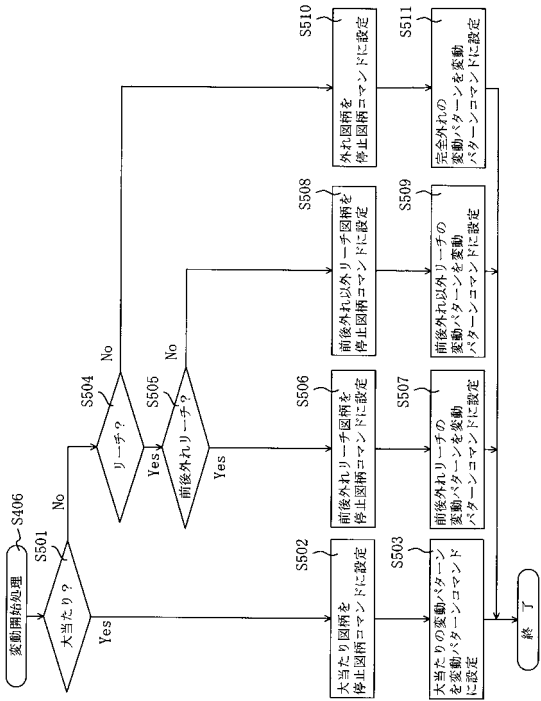 変動開始処理
S406
S501
大当たり?
No
Yes
S504
リーチ?
No
Yes
S505
前後外れリーチ?
No
Yes
S502
大当たり図柄を
停止図柄コマンドに設定
S503
大当たりの変動パターン
を変動パターンコマンド
に設定
S506
前後外れリーチ図柄を
停止図柄コマンドに設定
S507
前後外れリーチの
変動パターンを変動
パターンコマンドに設定
S508
前後外れ以外リーチ図柄を
停止図柄コマンドに設定
S509
前後外れ以外リーチの
変動パターンを変動
パターンコマンドに設定
S510
外れ図柄を
停止図柄コマンドに設定
S511
完全外れの
変動パターンを変動
パターンコマンドに設定
終了